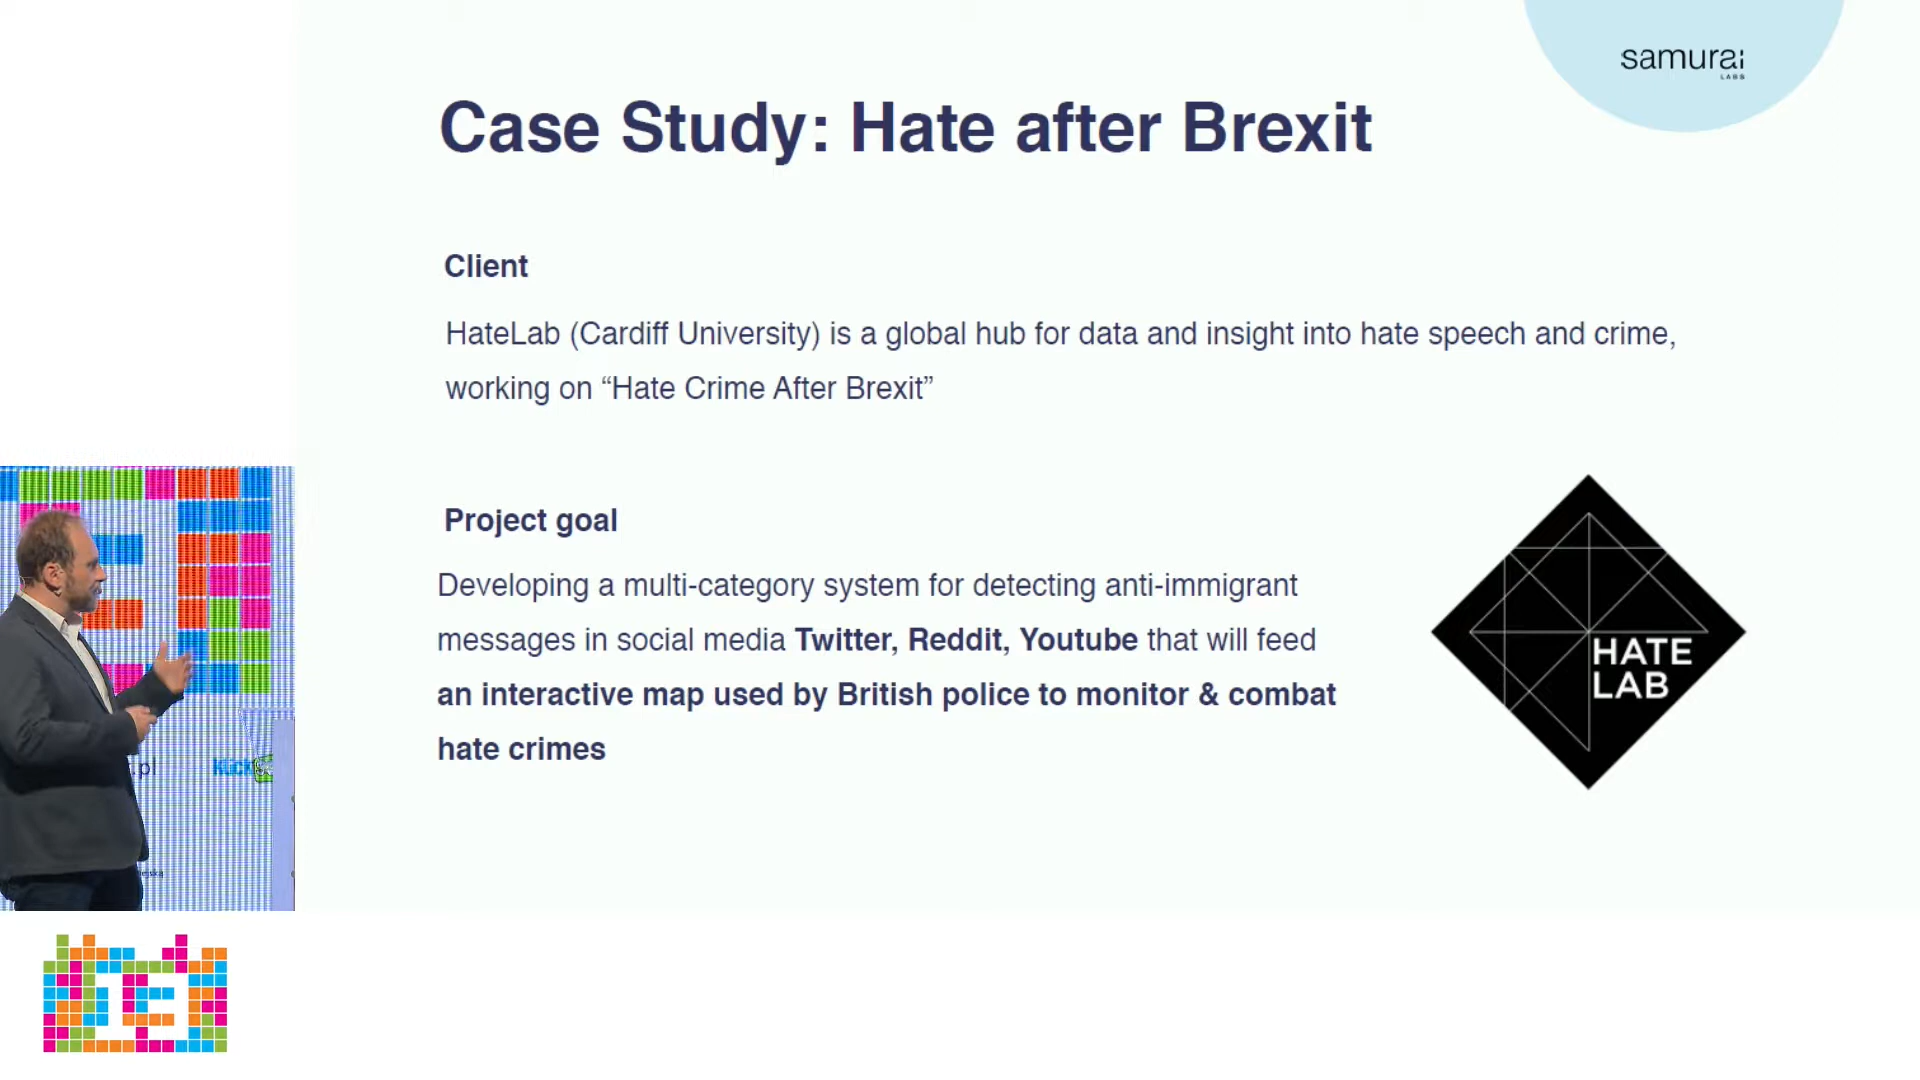 samurai
LABS
Case Study: Hate after Brexit
Client
HateLab (Cardiff University) is a global hub for data and insight into hate speech and crime,
working on “Hate Crime After Brexit”
Project goal
Developing a multi-category system for detecting anti-immigrant
messages in social media Twitter, Reddit, Youtube that will feed
an interactive map used by British police to monitor & combat
hate crimes
HATE
LAB
.pl